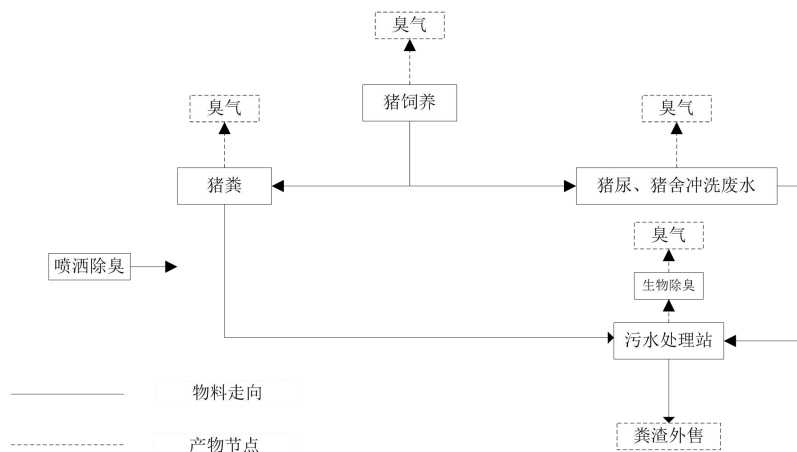 臭气
猪饲养
臭气
臭气
猪粪
猪尿、猪舍冲洗废水
臭气
喷洒除臭
生物除臭
污水处理站
物料走向
粪渣外售
产物节点